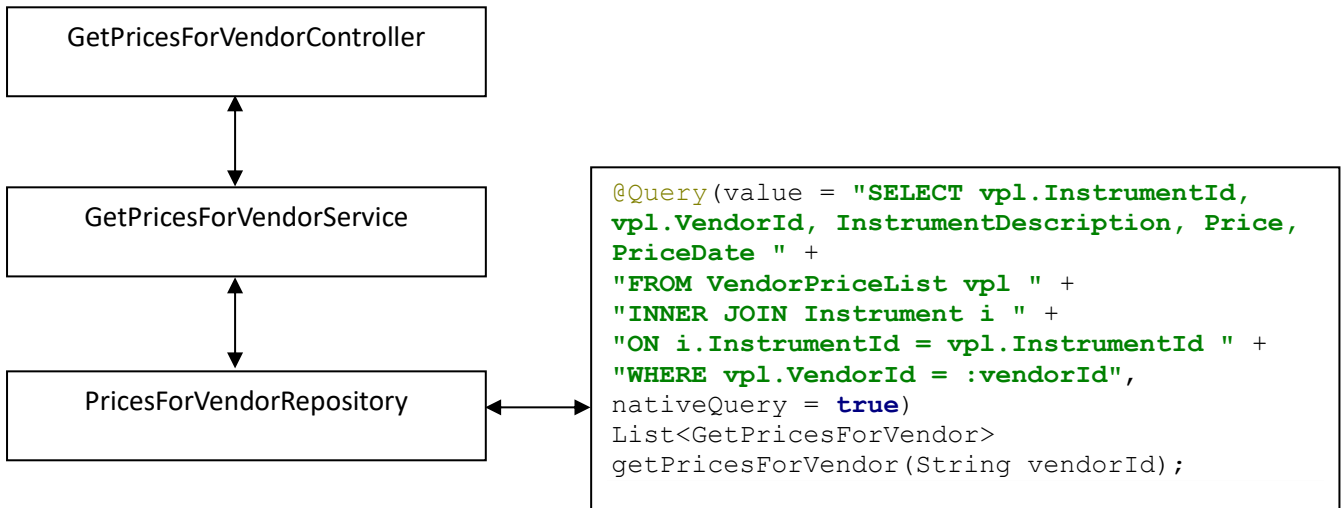 GetPricesForVendorController
GetPricesForVendorService
PricesForVendorRepository
@Query(value = "SELECT vpl.InstrumentId,
vpl.VendorId, InstrumentDescription, Price,
PriceDate " +
"FROM VendorPriceList vpl " +
"INNER JOIN Instrument i " +
"ON i.InstrumentId = vpl.InstrumentId " +
"WHERE vpl.VendorId = :vendorId",
nativeQuery = true)
List<GetPricesForVendor>
getPricesForVendor(String vendorId);